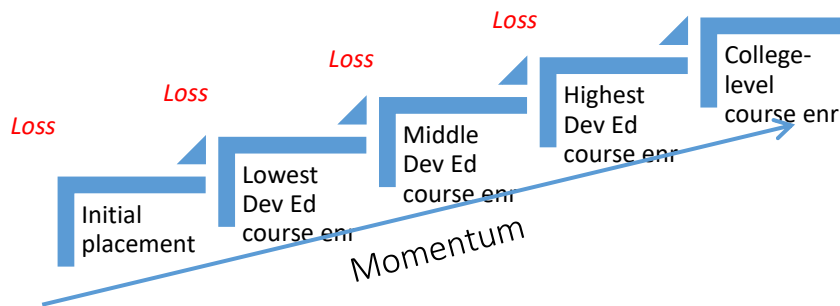 Loss
Loss
Loss
Loss
Initial
placement
Lowest
Dev Ed
course enr
Middle
Dev Ed
course enr
Highest
Dev Ed
course enr
College-
level
course enr
Momentum